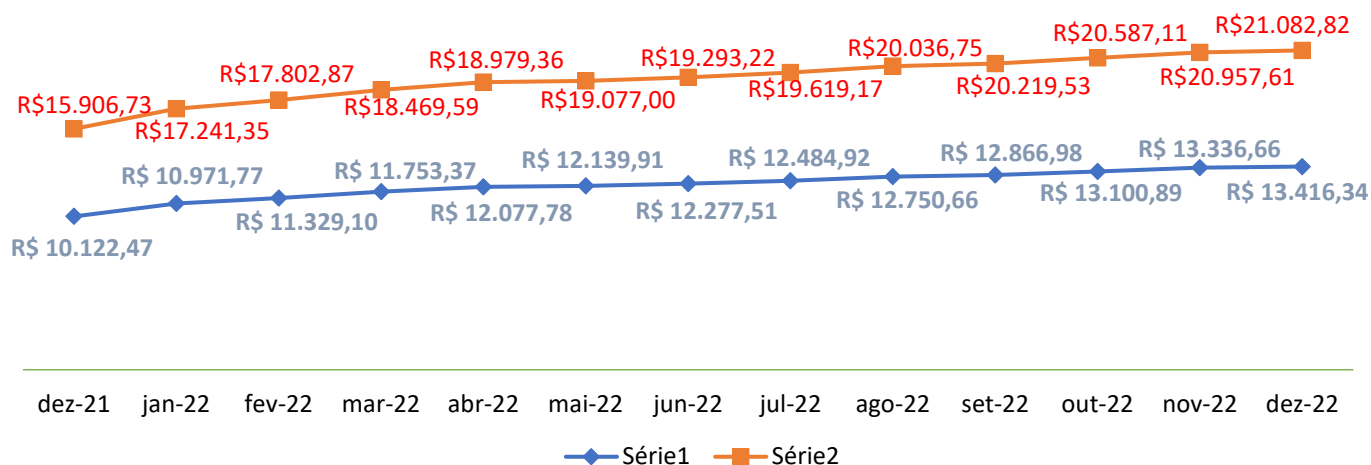 R$15.906,73
R$17.241,35
R$17.802,87
R$18.469,59
R$18.979,36
R$19.077,00
R$19.293,22
R$19.619,17
R$20.036,75
R$20.219,53
R$20.587,11
R$20.957,61
R$21.082,82
R$ 10.122,47
R$ 10.971,77
R$ 11.329,10
R$ 11.753,37
R$ 12.077,78
R$ 12.139,91
R$ 12.277,51
R$ 12.484,92
R$ 12.750,66
R$ 12.866,98
R$ 13.100,89
R$ 13.336,66
R$ 13.416,34
dez-21 jan-22 fev-22 mar-22 abr-22 mai-22 jun-22 jul-22 ago-22 set-22 out-22 nov-22 dez-22
Série1 Série2